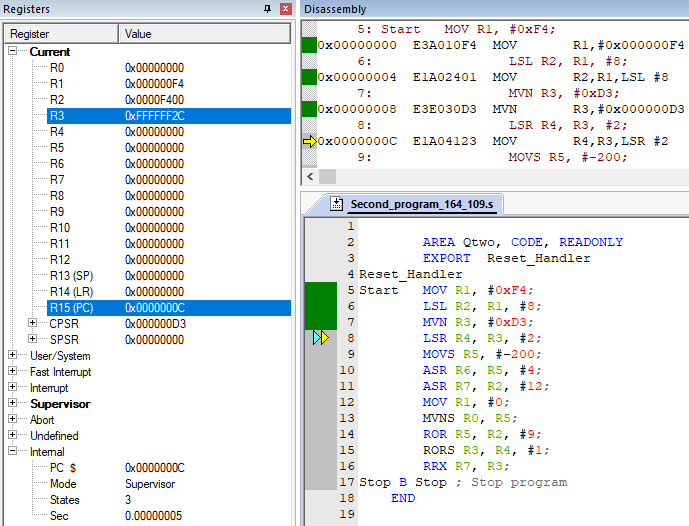 Registers
Register Value
Current
R0 0x00000000
R1 0x000000F4
R2 0x0000F400
R3 0xFFFFFF2C
R4 0x00000000
R5 0x00000000
R6 0x00000000
R7 0x00000000
R8 0x00000000
R9 0x00000000
R10 0x00000000
R11 0x00000000
R12 0x00000000
R13 (SP) 0x00000000
R14 (LR) 0x00000000
R15 (PC) 0x0000000C
CPSR 0x000000D3
SPSR 0x00000000
User/System
Fast Interrupt
Interrupt
Supervisor
Abort
Undefined
Internal
PC $ 0x0000000C
Mode Supervisor
States 3
Sec 0.00000005
Disassembly
5: Start MOV R1, #0xF4;
0x00000000 E3A010F4 MOV R1,#0x000000F4
6: LSL R2, R1, #8;
0x00000004 E1A02401 MOV R2,R1,LSL #8
7: MVN R3, #0xD3;
0x00000008 E3E030D3 MVN R3,#0x000000D3
8: LSR R4, R3, #2;
0x0000000C E1A04123 MOV R4,R3,LSR #2
9: MOVS R5, #-200;
Second_program_164_109.s
1
2 AREA Qtwo, CODE, READONLY
3 EXPORT Reset_Handler
4 Reset_Handler
5 Start MOV R1, #0xF4;
6 LSL R2, R1, #8;
7 MVN R3, #0xD3;
8 LSR R4, R3, #2;
9 MOVS R5, #-200;
10 ASR R6, R5, #4;
11 ASR R7, R2, #12;
12 MOV R1, #0;
13 MVNS R0, R5;
14 ROR R5, R2, #9;
15 RORS R3, R4, #1;
16 RRX R7, R3;
17 Stop B Stop ; Stop program
18 END
19